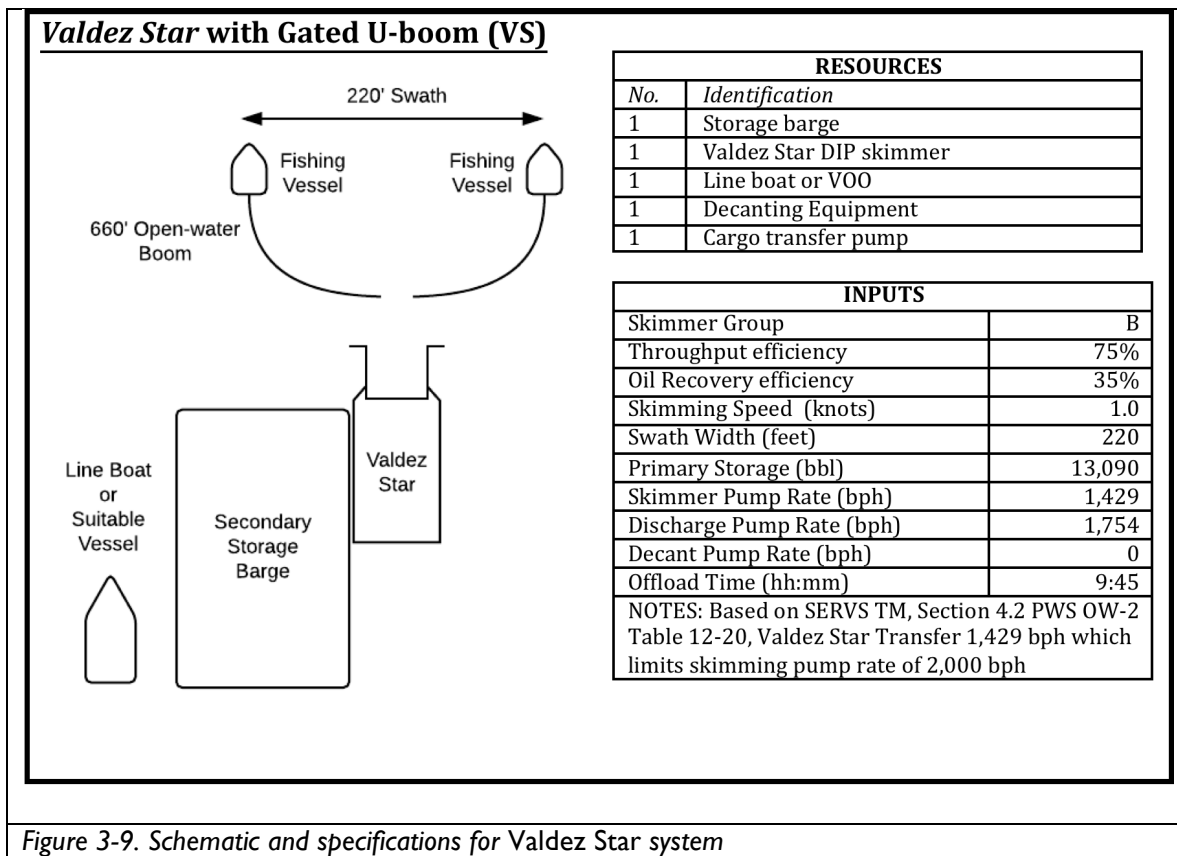 Valdez Star with Gated U-boom (VS)
220' Swath
Fishing
Vessel
Fishing
Vessel
660' Open-water
Boom
Valdez
Star
Line Boat
or
Suitable
Vessel
Secondary
Storage
Barge
RESOURCES
No. Identification
1 Storage barge
1 Valdez Star DIP skimmer
1 Line boat or VOO
1 Decanting Equipment
1 Cargo transfer pump
INPUTS
Skimmer Group B
Throughput efficiency 75%
Oil Recovery efficiency 35%
Skimming Speed (knots) 1.0
Swath Width (feet) 220
Primary Storage (bbl) 13,090
Skimmer Pump Rate (bph) 1,429
Discharge Pump Rate (bph) 1,754
Decant Pump Rate (bph) 0
Offload Time (hh:mm) 9:45
NOTES: Based on SERVS TM, Section 4.2 PWS OW-2
Table 12-20, Valdez Star Transfer 1,429 bph which
limits skimming pump rate of 2,000 bph
Figure 3-9. Schematic and specifications for Valdez Star system